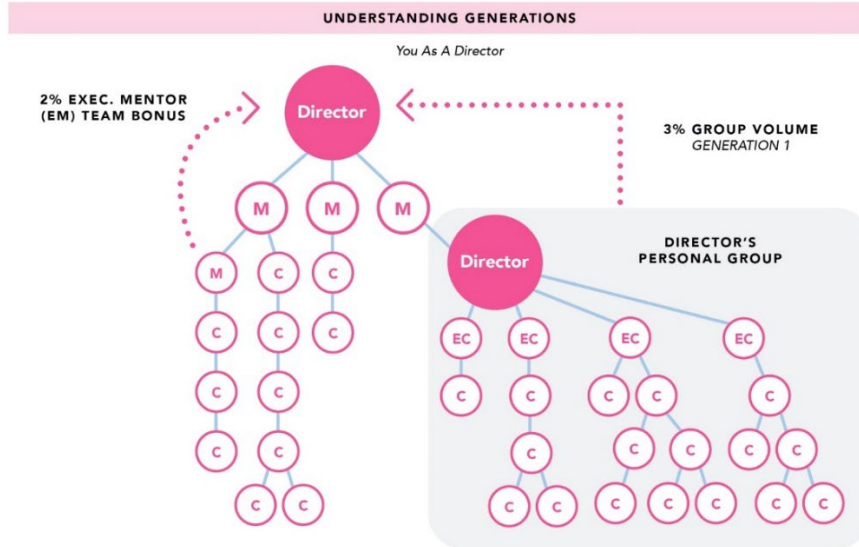 UNDERSTANDING GENERATIONS
You As A Director
2% EXEC. MENTOR
(EM) TEAM BONUS
Director
3% GROUP VOLUME
GENERATION 1
M M M
Director
DIRECTOR'S
PERSONAL GROUP
M C C
C C C EC EC EC EC
C C C C C C C
C C C C C C C
C C C C C C C C C